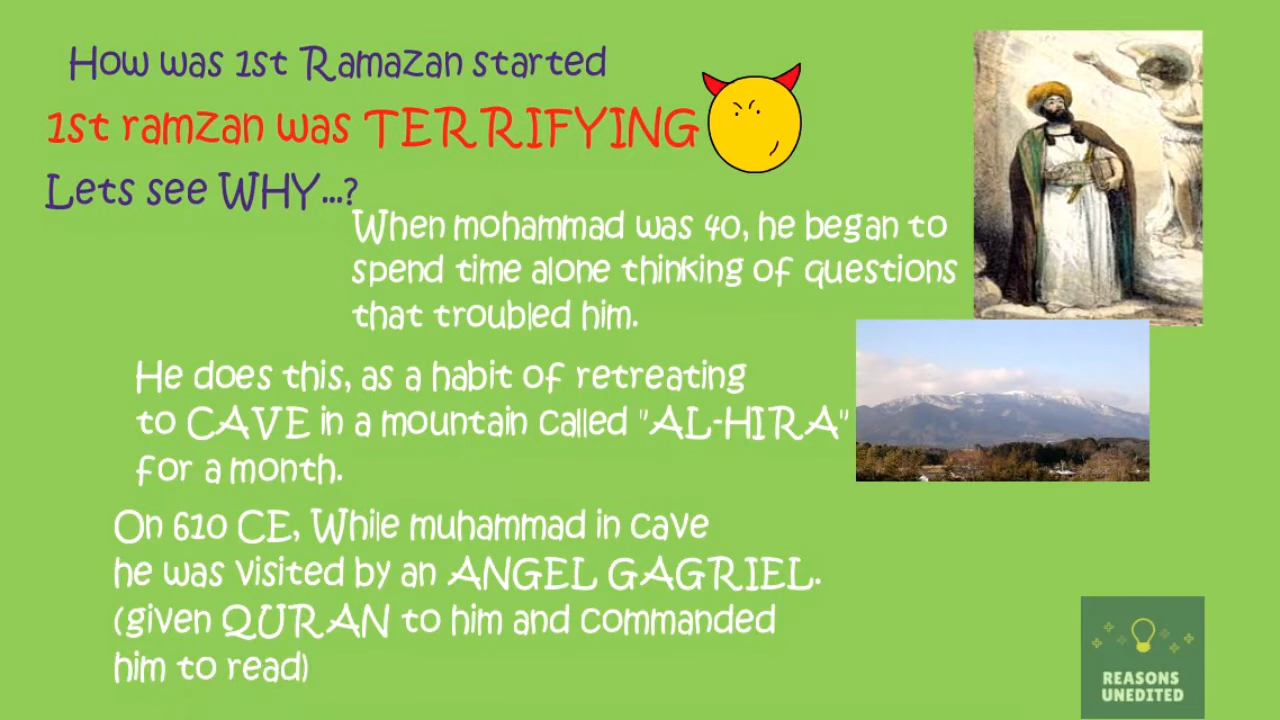 How was 1st Ramazan started
1st ramzan was TERRIFYING
Lets see WHY...?
When mohammad was 40, he began to
spend time alone thinking of questions
that troubled him.
He does this, as a habit of retreating
to CAVE in a mountain called "AL-HIRA"
for a month.
On 610 CE, While muhammad in cave
he was visited by an ANGEL GAGRIEL.
(given QURAN to him and commanded
him to read)
REASONS
UNEDITED